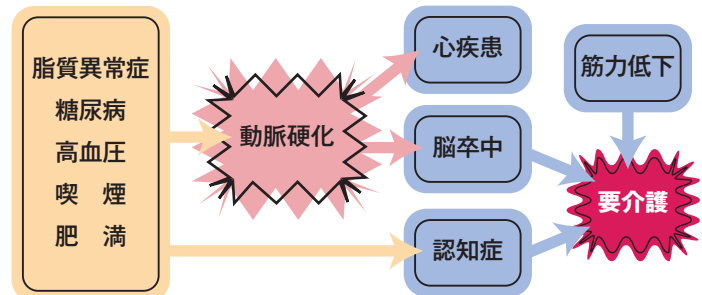 脂質異常症
糖尿病
高血圧
喫　煙
肥　満
動脈硬化
心疾患
脳卒中
認知症
筋力低下
要介護